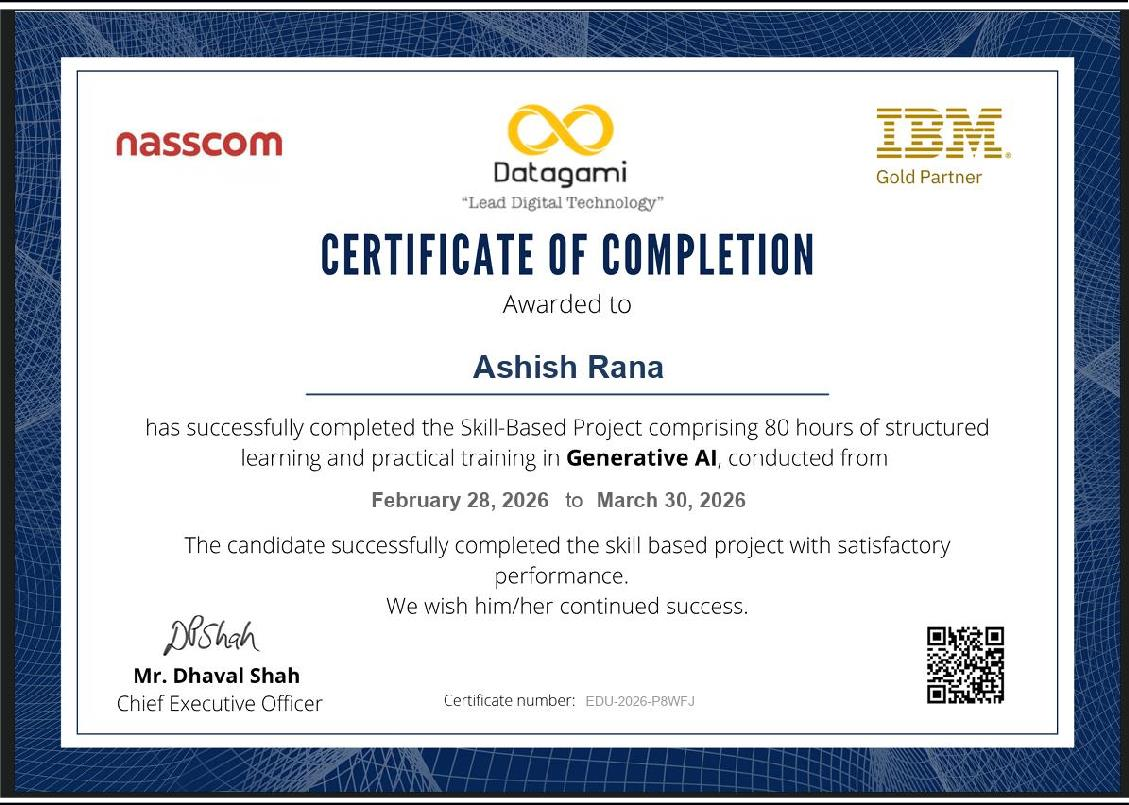 nasscom
Datagami
"Lead Digital Technology"
IBM®
Gold Partner
CERTIFICATE OF COMPLETION
Awarded to
Ashish Rana
has successfully completed the Skill-Based Project comprising 80 hours of structured
learning and practical training in Generative AI, conducted from
February 28, 2026 to March 30, 2026
The candidate successfully completed the skill based project with satisfactory
performance.
We wish him/her continued success.
DPShah
Mr. Dhaval Shah
Chief Executive Officer
Certificate number: EDU-2026-P8WFJ